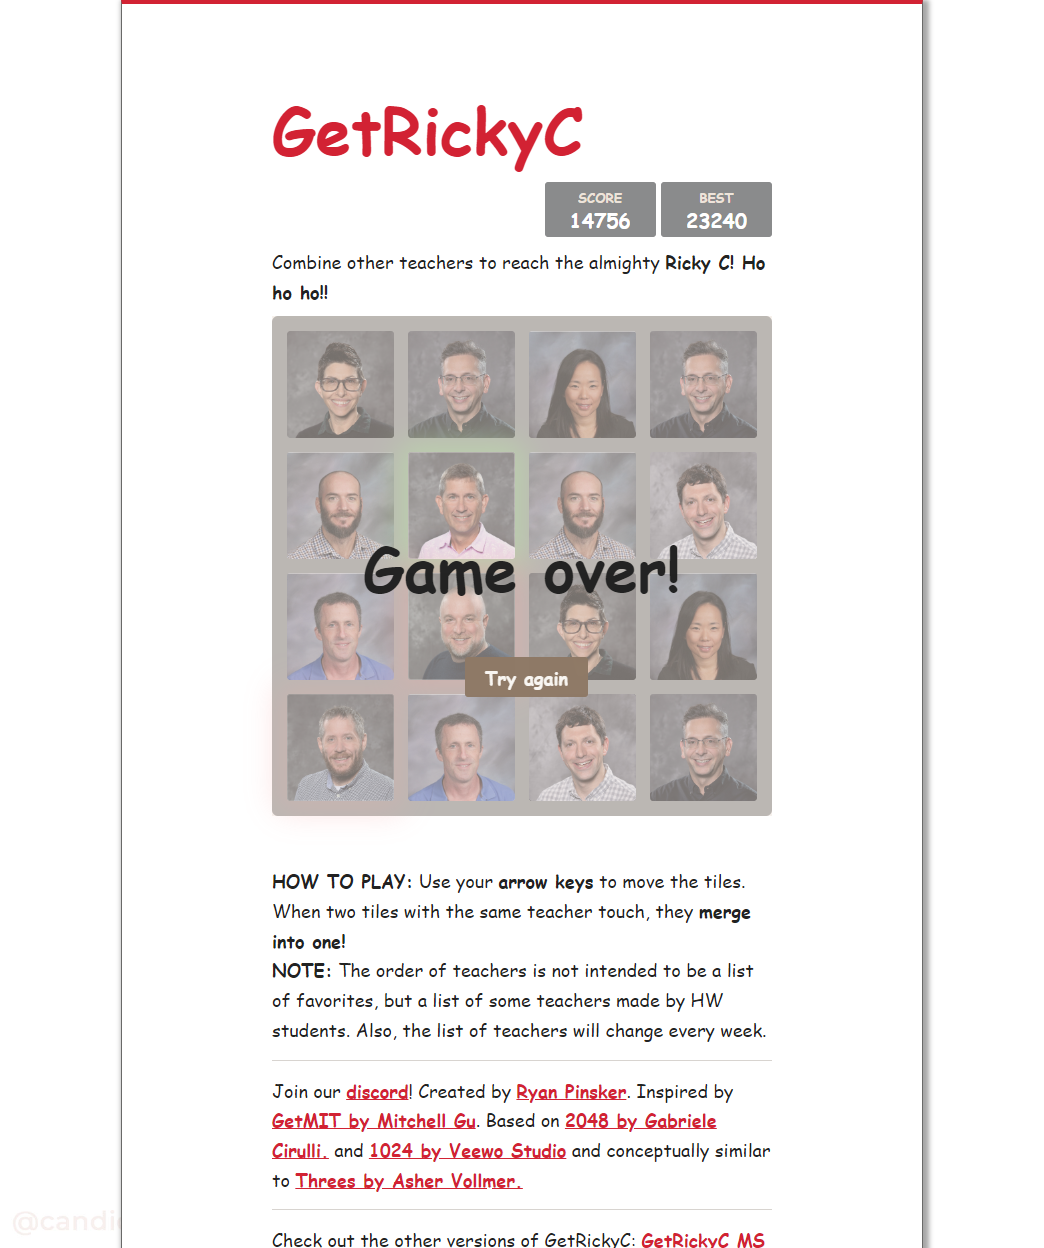 GetRickyC
SCORE BEST
14756 23240
Combine other teachers to reach the almighty Ricky C! Ho
ho ho!!
Game over!
Try again
HOW TO PLAY: Use your arrow keys to move the tiles.
When two tiles with the same teacher touch, they merge
into one!
NOTE: The order of teachers is not intended to be a list
of favorites, but a list of some teachers made by HW
students. Also, the list of teachers will change every week.
Join our discord! Created by Ryan Pinsker. Inspired by
GetMIT by Mitchell Gu. Based on 2048 by Gabriele
Cirulli. and 1024 by Veewo Studio and conceptually similar
to Threes by Asher Vollmer.
Check out the other versions of GetRickyC: GetRickyC MS